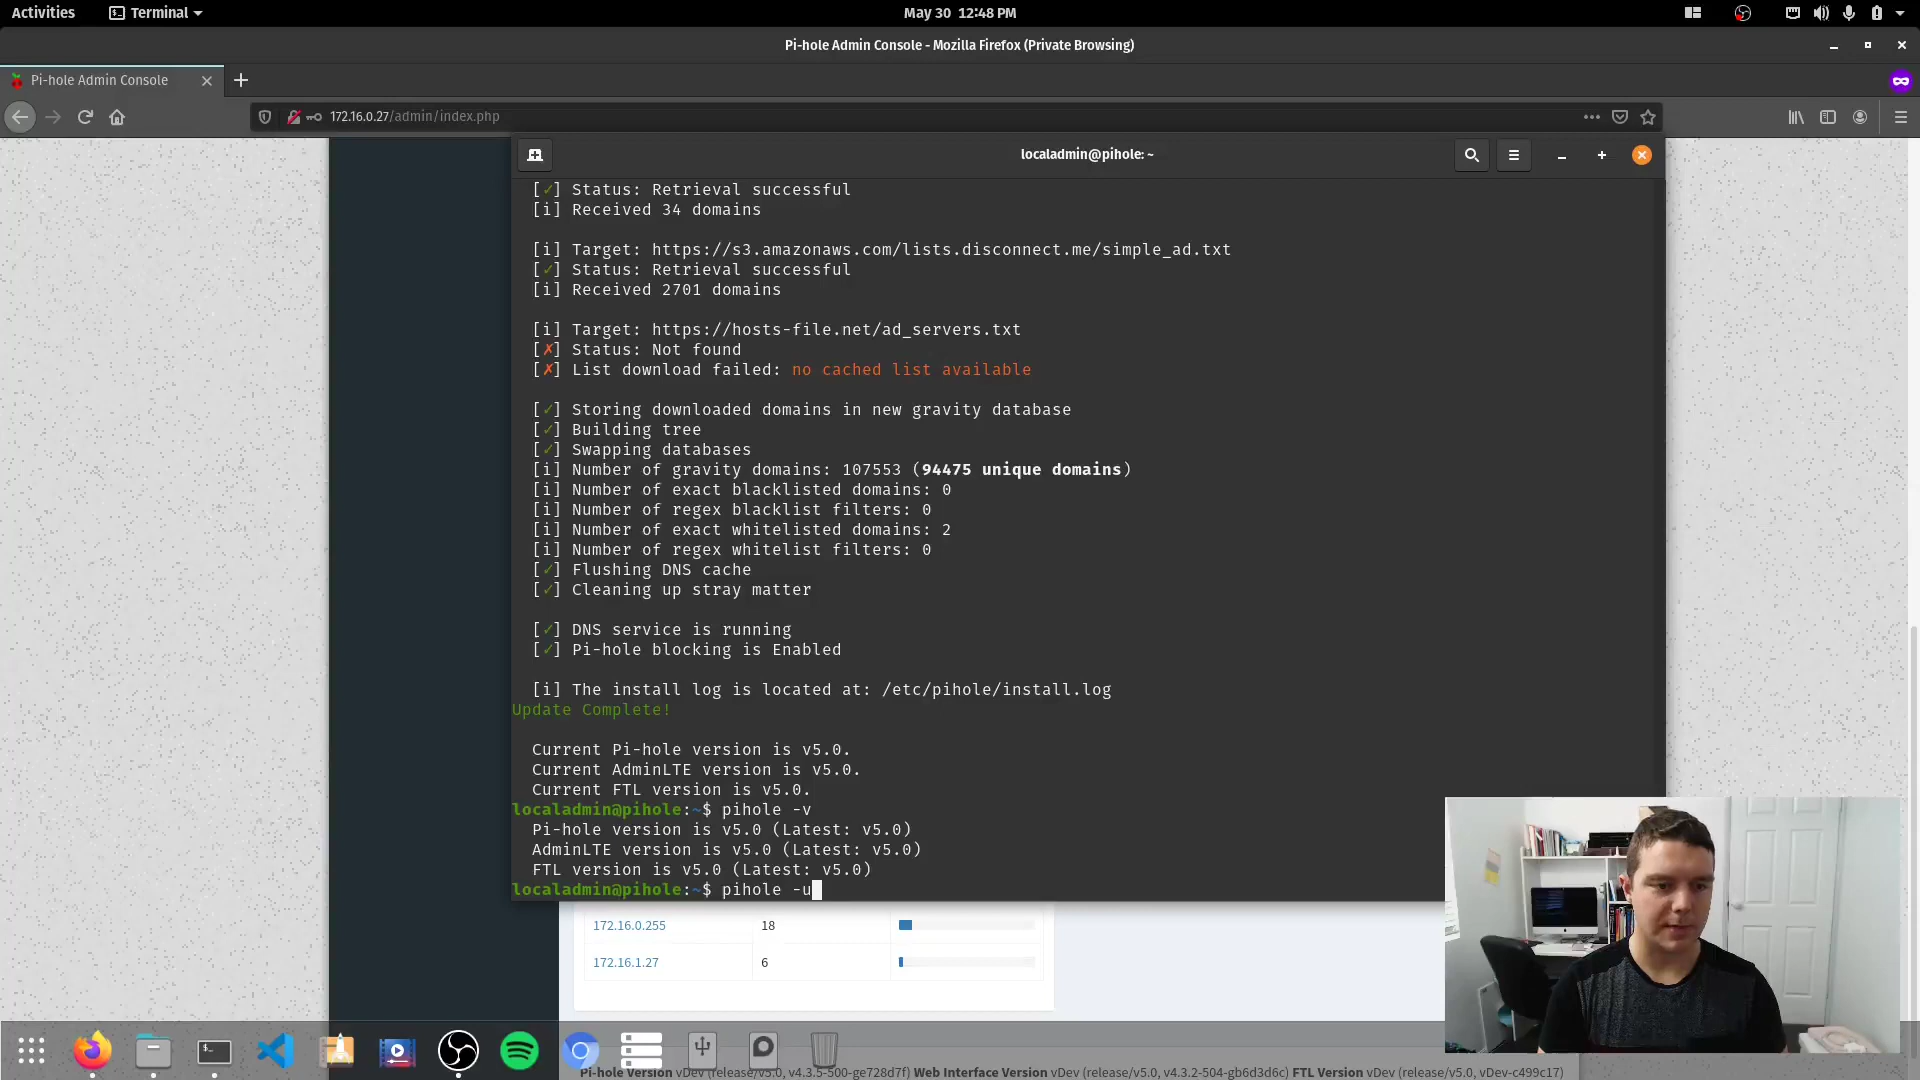 Activities
Terminal
May 30 12:48 PM
Pi-hole Admin Console - Mozilla Firefox (Private Browsing)
Pi-hole Admin Console
172.16.0.27/admin/index.php
localadmin@pihole: ~
[✓] Status: Retrieval successful
[i] Received 34 domains
[i] Target: https://s3.amazonaws.com/lists.disconnect.me/simple_ad.txt
[✓] Status: Retrieval successful
[i] Received 2701 domains
[i] Target: https://hosts-file.net/ad_servers.txt
[✗] Status: Not found
[✗] List download failed: no cached list available
[✓] Storing downloaded domains in new gravity database
[✓] Building tree
[✓] Swapping databases
[i] Number of gravity domains: 107553 (94475 unique domains)
[i] Number of exact blacklisted domains: 0
[i] Number of regex blacklist filters: 0
[i] Number of exact whitelisted domains: 2
[i] Number of regex whitelist filters: 0
[✓] Flushing DNS cache
[✓] Cleaning up stray matter
[✓] DNS service is running
[✓] Pi-hole blocking is Enabled
[i] The install log is located at: /etc/pihole/install.log
Update Complete!
Current Pi-hole version is v5.0.
Current AdminLTE version is v5.0.
Current FTL version is v5.0.
localadmin@pihole:~$ pihole -v
Pi-hole version is v5.0 (Latest: v5.0)
AdminLTE version is v5.0 (Latest: v5.0)
FTL version is v5.0 (Latest: v5.0)
localadmin@pihole:~$ pihole -u
172.16.0.255 18
172.16.1.27 6
Pi-hole Version vDev (release/v5.0, v4.3.5-500-ge728d7f) Web Interface Version vDev (release/v5.0, v4.3.2-504-gb6d3d6c) FTL Version vDev (release/v5.0, vDev-c499c17)